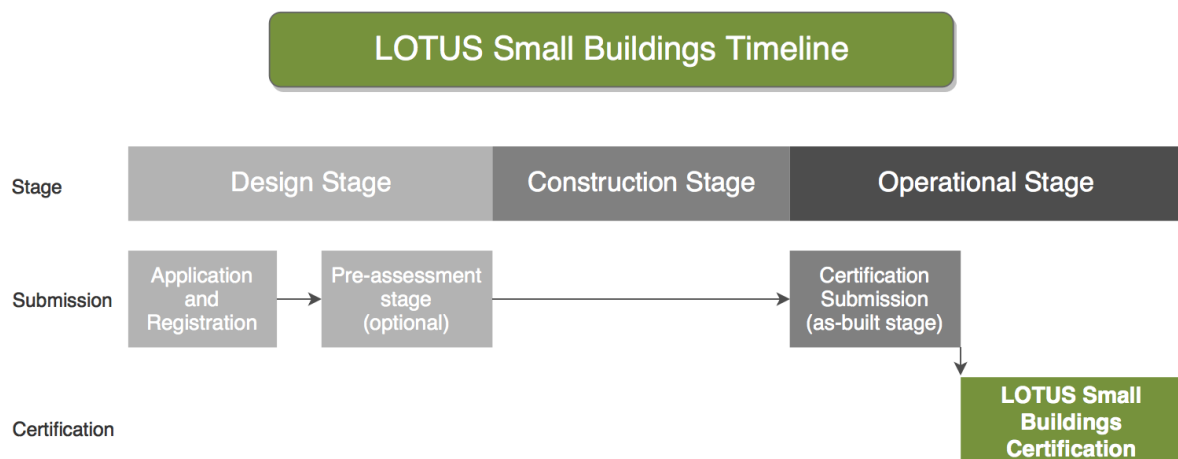 LOTUS Small Buildings Timeline
Stage
Design Stage
Construction Stage
Operational Stage
Submission
Application
and
Registration
Pre-assessment
stage
(optional)
Certification
Submission
(as-built stage)
Certification
LOTUS Small
Buildings
Certification